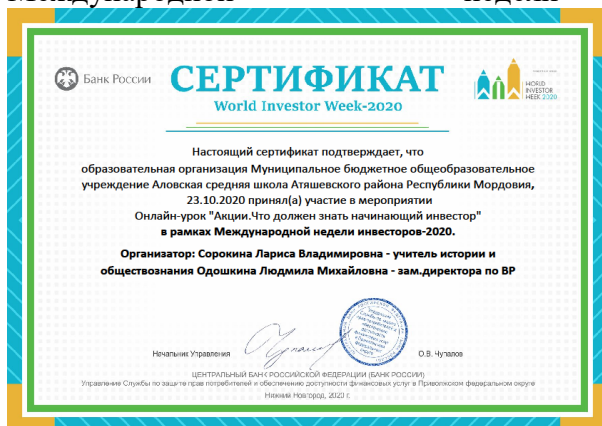 Международной недели
Банк России
СЕРТИФИКАТ
World Investor Week-2020
WORLD
INVESTOR
WEEK 2020
Настоящий сертификат подтверждает, что
образовательная организация Муниципальное бюджетное общеобразовательное
учреждение Аловская средняя школа Атяшевского района Республики Мордовия,
23.10.2020 принял(а) участие в мероприятии
Онлайн-урок "Акции.Что должен знать начинающий инвестор"
в рамках Международной недели инвесторов-2020.
Организатор: Сорокина Лариса Владимировна - учитель истории и
обществознания Одошкина Людмила Михайловна - зам.директора по ВР
Начальник Управления
О.В. Чупалов
ЦЕНТРАЛЬНЫЙ БАНК РОССИЙСКОЙ ФЕДЕРАЦИИ (БАНК РОССИИ)
Управление Службы по защите прав потребителей и обеспечению доступности финансовых услуг в Приволжском федеральном округе
Нижний Новгород, 2020 г.